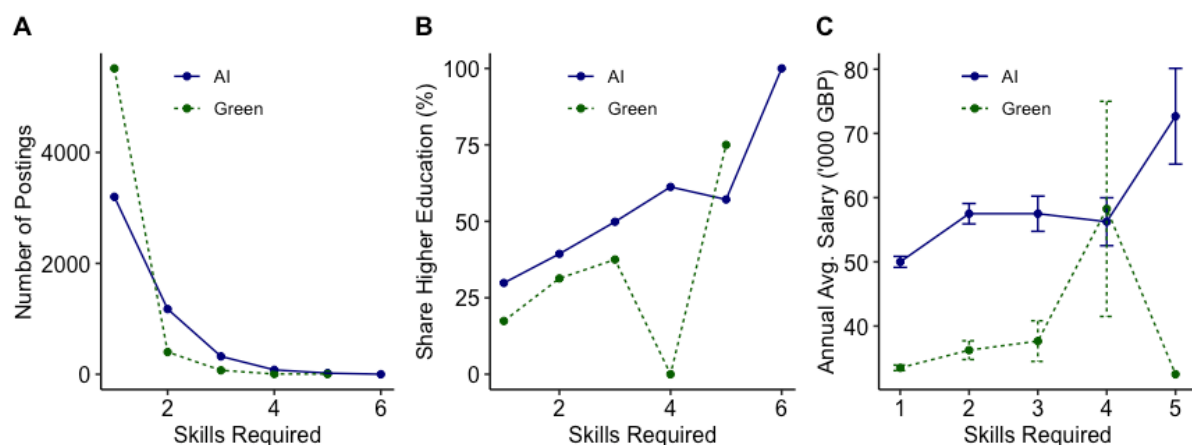 A
Number of Postings
4000
2000
0
AI
Green
2
4
6
Skills Required
B
Share Higher Education (%)
100
75
50
25
0
AI
Green
2
4
6
Skills Required
C
Annual Avg. Salary ('000 GBP)
80
70
60
50
40
AI
Green
1
2
3
4
5
Skills Required